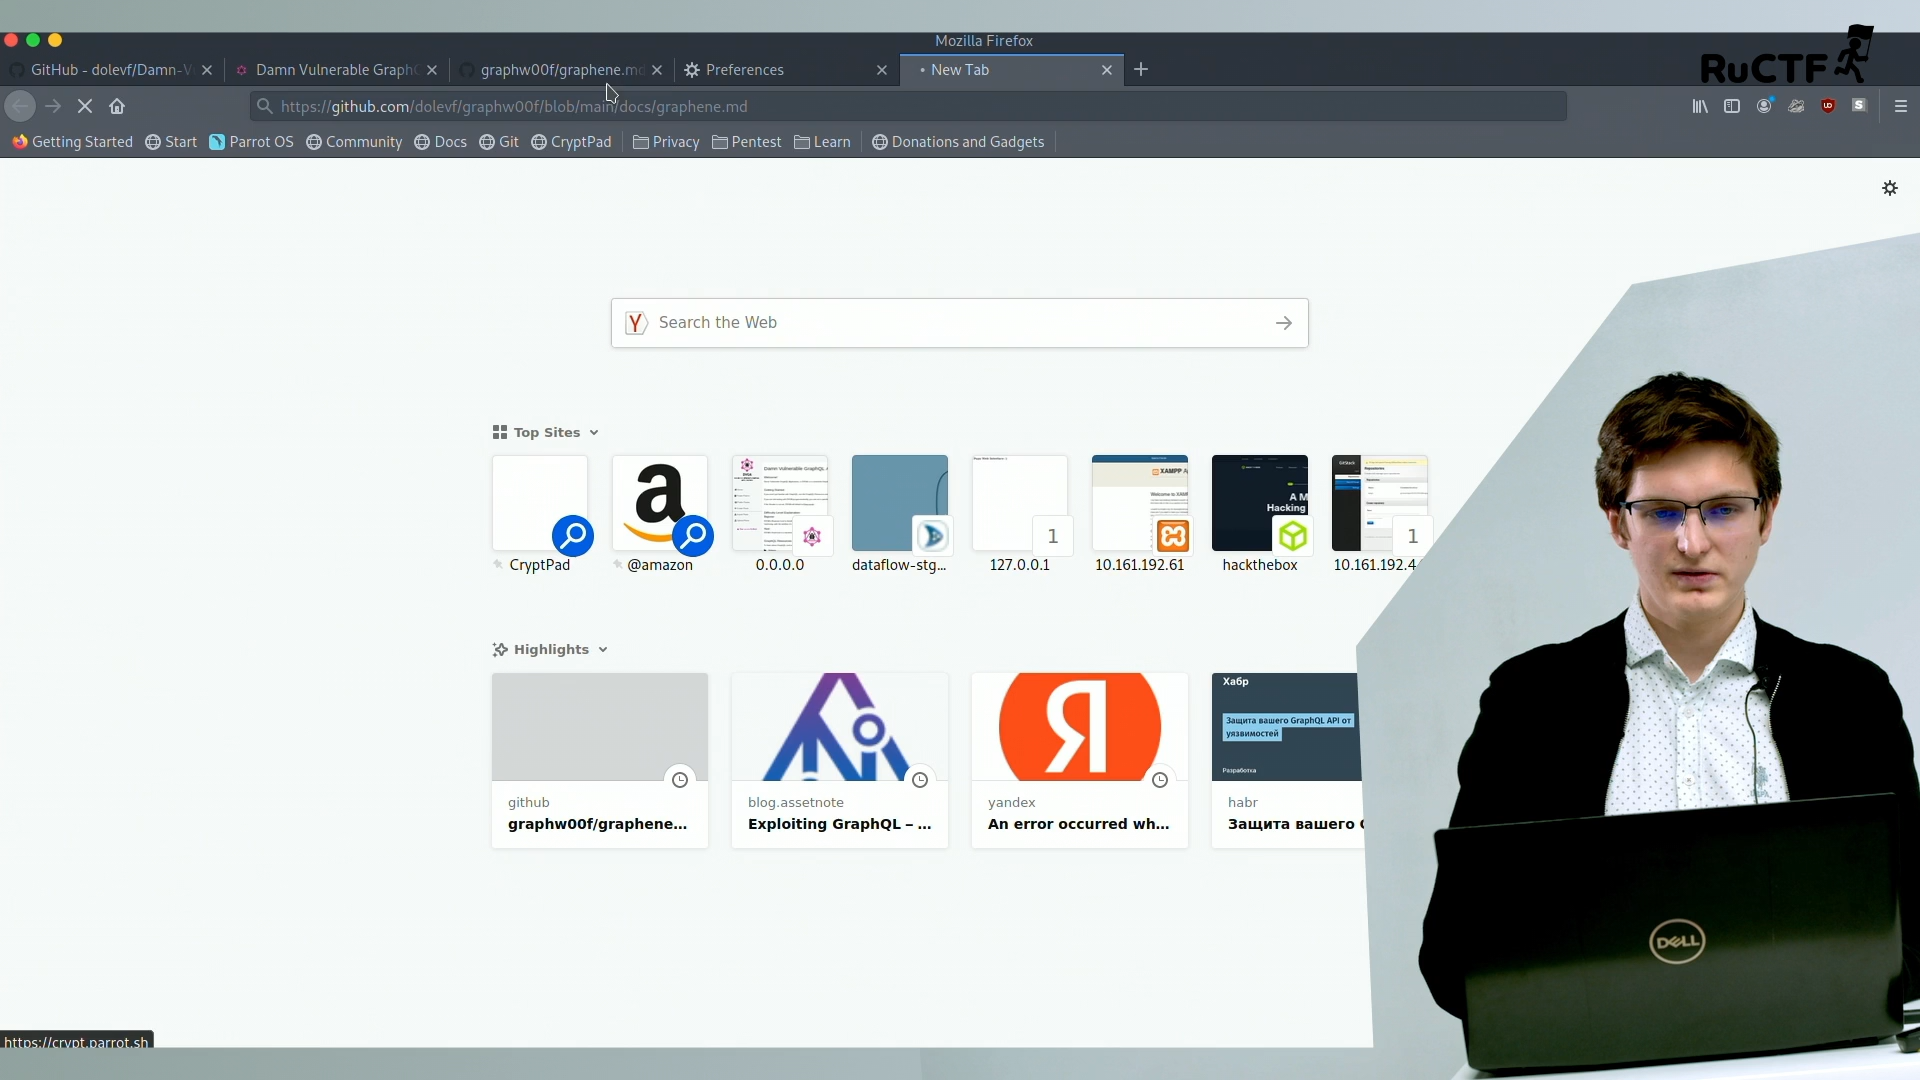 Mozilla Firefox
RuCTF
GitHub - dolevf/Damn-V
Damn Vulnerable GraphQ
graphw00f/graphene.md
Preferences
New Tab
https://github.com/dolevf/graphw00f/blob/main/docs/graphene.md
Getting Started
Start
Parrot OS
Community
Docs
Git
CryptPad
Privacy
Pentest
Learn
Donations and Gadgets
Search the Web
Top Sites
1
1
CryptPad
@amazon
0.0.0.0
dataflow-stg...
127.0.0.1
10.161.192.61
hackthebox
10.161.192.4
Highlights
Хабр
Защита вашего GraphQL API от
уязвимостей
Разработка
github
graphw00f/graphene...
blog.assetnote
Exploiting GraphQL – ...
yandex
An error occurred wh...
habr
Защита вашего
DELL
https://crypt.parrot.sh